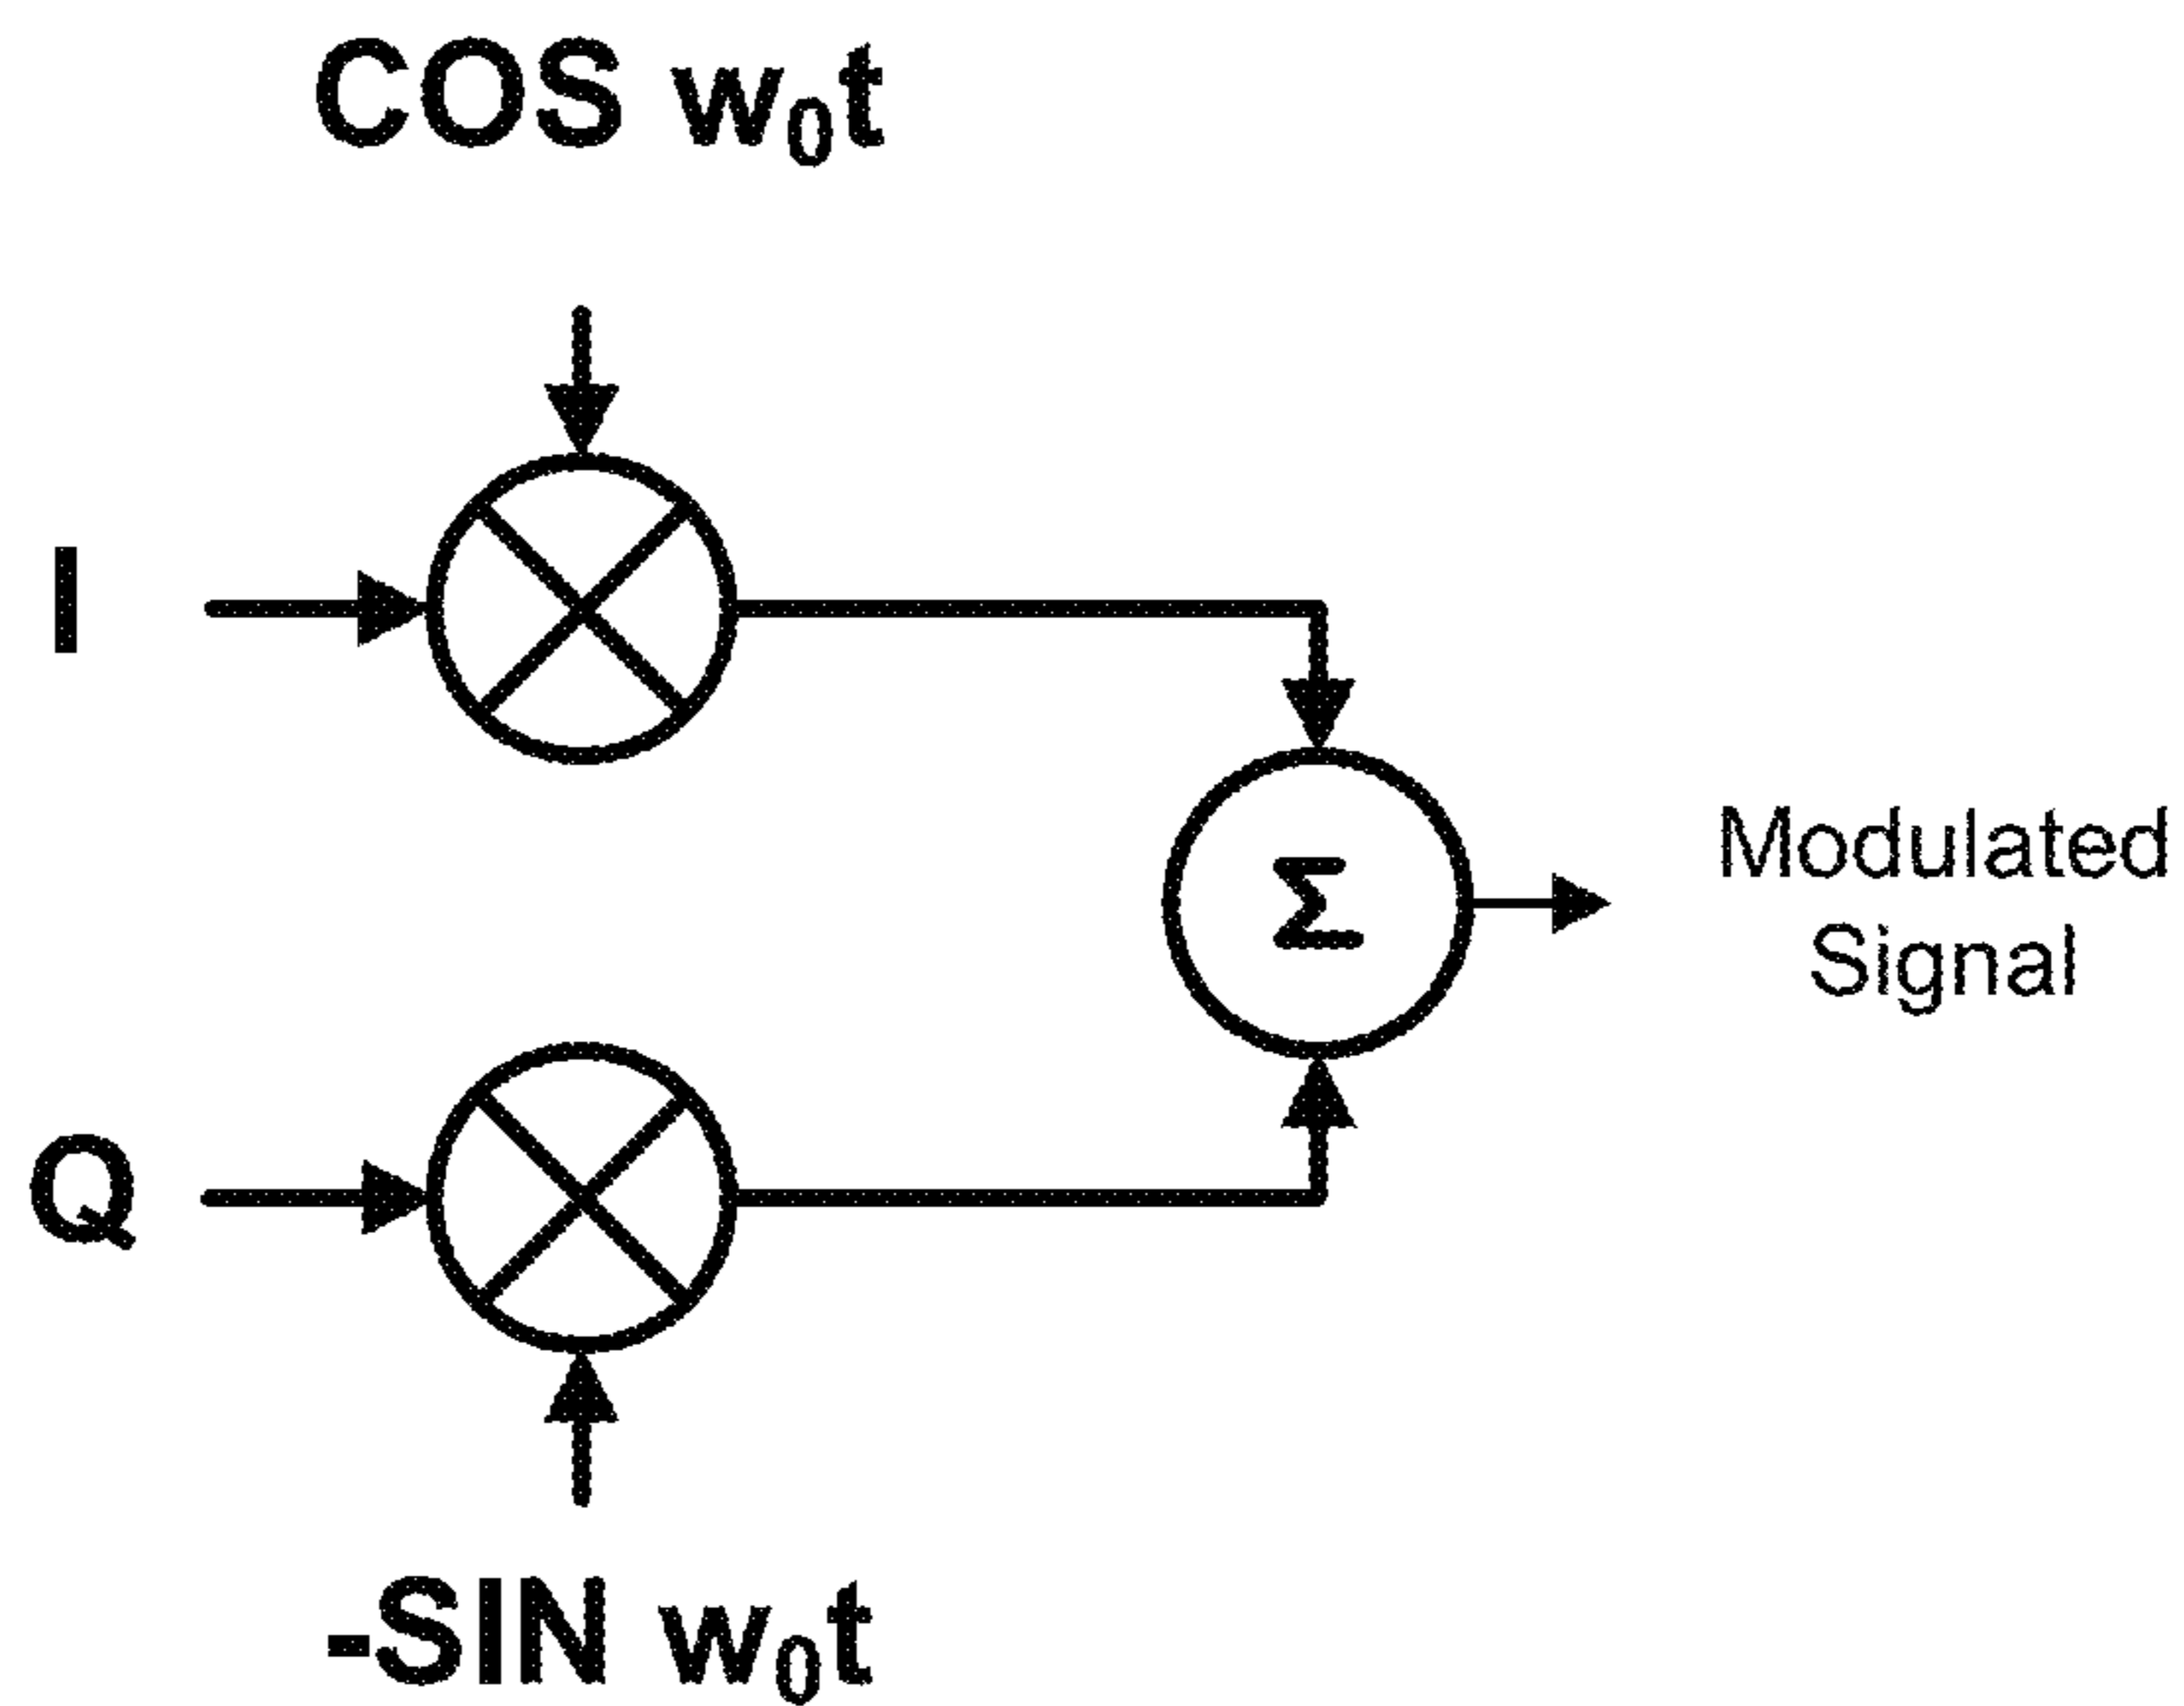 COS w₀t
I
Σ
Modulated
Signal
Q
-SIN w₀t